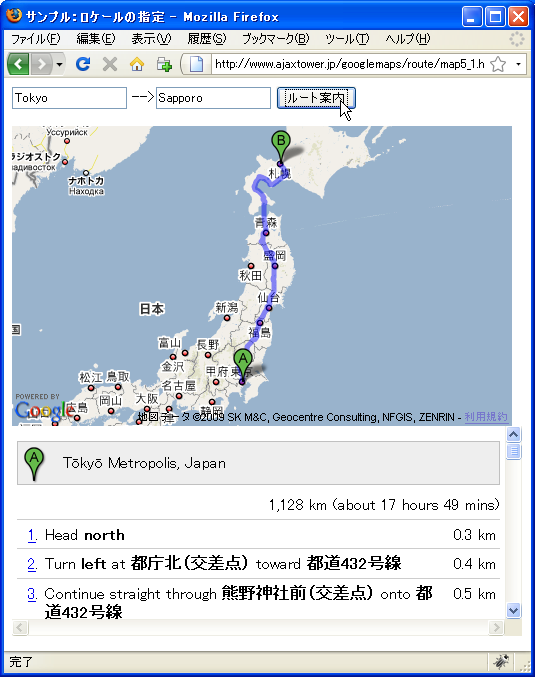 サンプル:ロケールの指定 - Mozilla Firefox
ファイル(F) 編集(E) 表示(V) 履歴(S) ブックマーク(B) ツール(T) ヘルプ(H)
http://www.ajaxtower.jp/googlemaps/route/map5_1.h
Tokyo -->Sapporo ルート案内
Уссурийск
ナホトカ
Находка
B
札幌
青森
盛岡
秋田
仙台
日本
新潟
福島
富山
長野
A
金沢
甲府 東京
松江 鳥取
名古屋
岡山
大阪
静岡
広島
POWERED BY
Google
地図データ ©2009 SK M&C, Geocentre Consulting, NFGIS, ZENRIN - 利用規約
A Tōkyō Metropolis, Japan
1,128 km (about 17 hours 49 mins)
1. Head north 0.3 km
2. Turn left at 都庁北(交差点) toward 都道432号線 0.4 km
3. Continue straight through 熊野神社前(交差点) onto 都 0.5 km
道432号線
完了